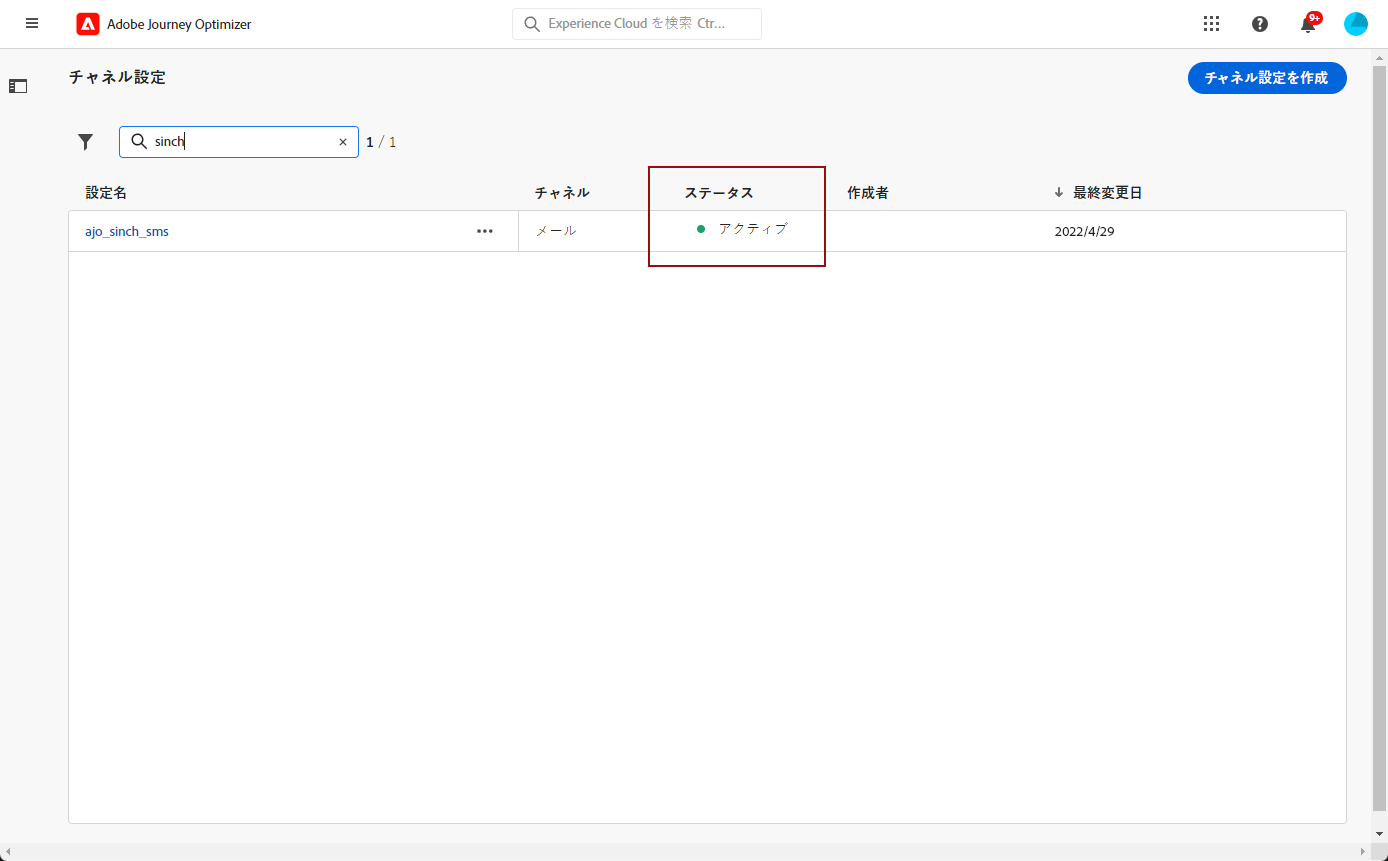 Adobe Journey Optimizer
Experience Cloud を検索 Ctr...
9+
チャネル設定
チャネル設定を作成
sinch
1 / 1
設定名 チャネル ステータス 作成者 最終変更日
ajo_sinch_sms メール アクティブ 2022/4/29